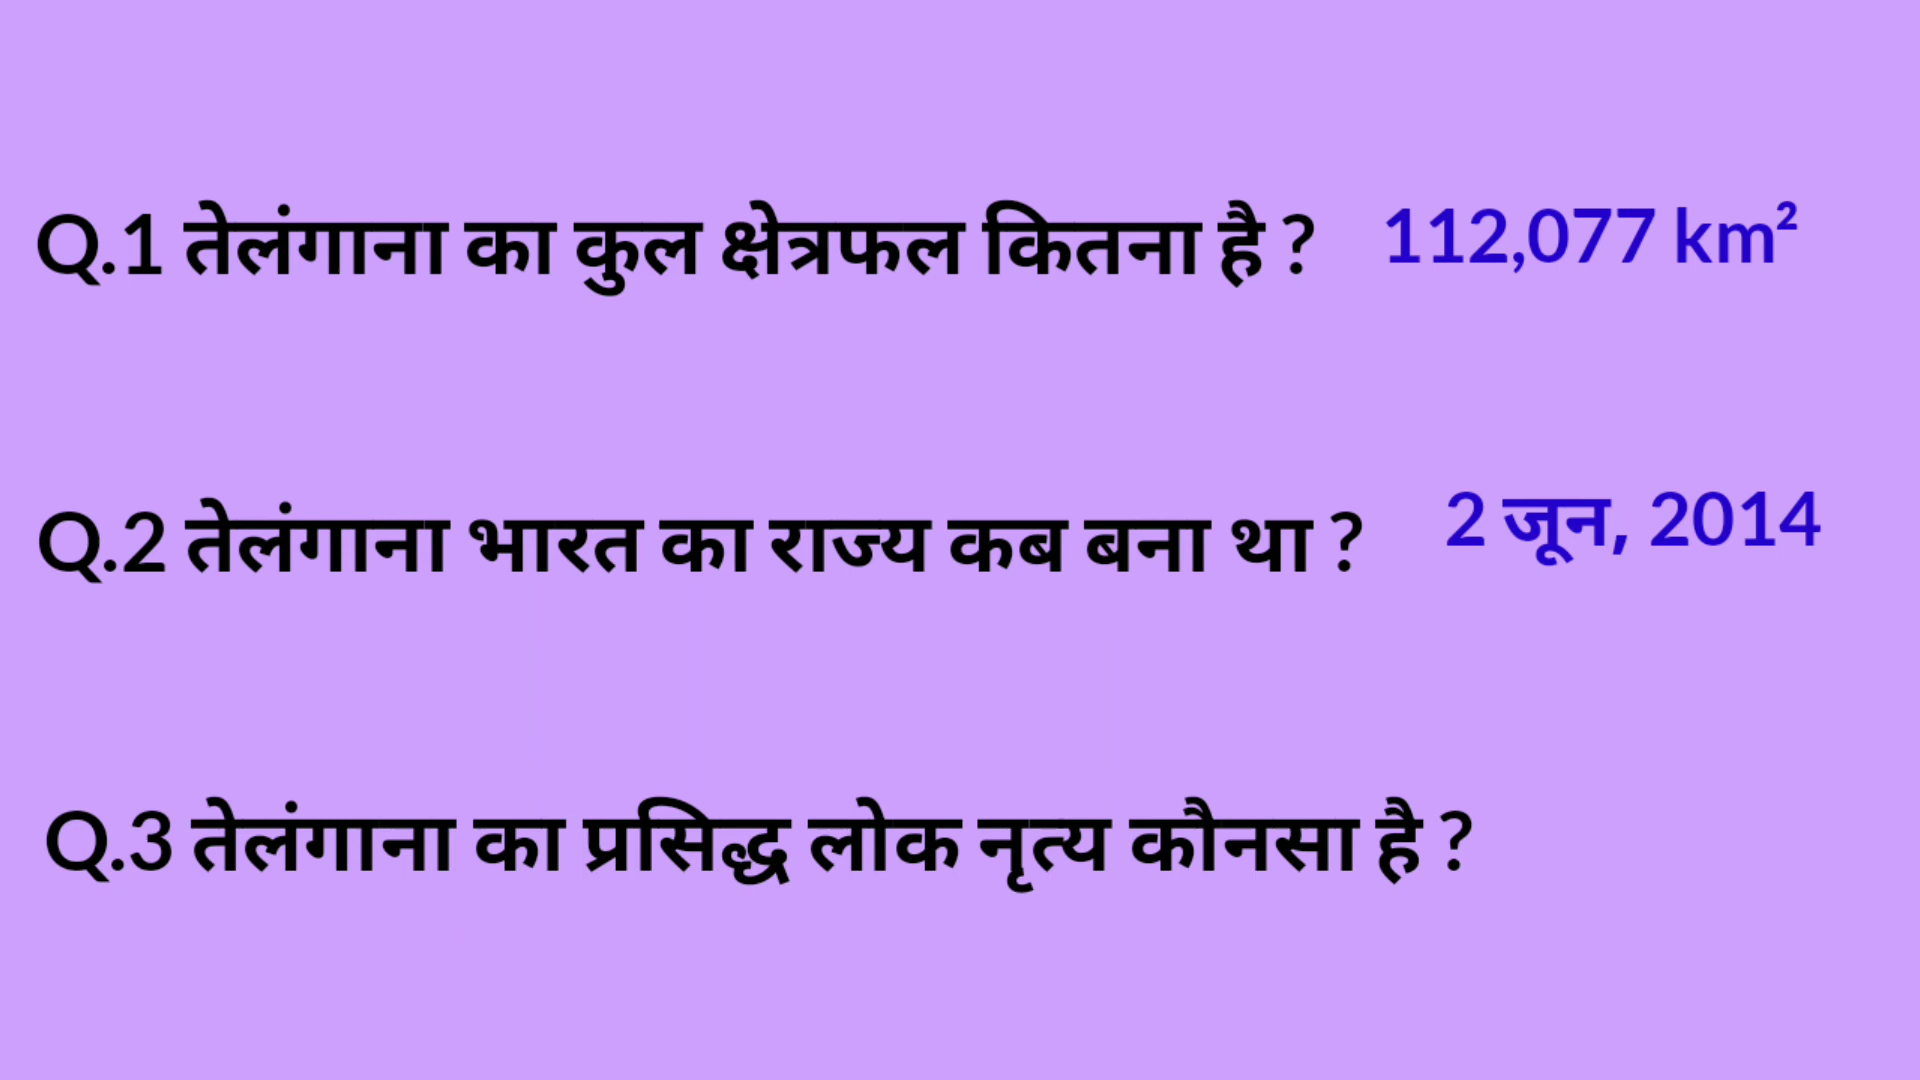 Q.1 तेलंगाना का कुल क्षेत्रफल कितना है ? 112,077 km²
Q.2 तेलंगाना भारत का राज्य कब बना था ? 2 जून, 2014
Q.3 तेलंगाना का प्रसिद्ध लोक नृत्य कौनसा है ?